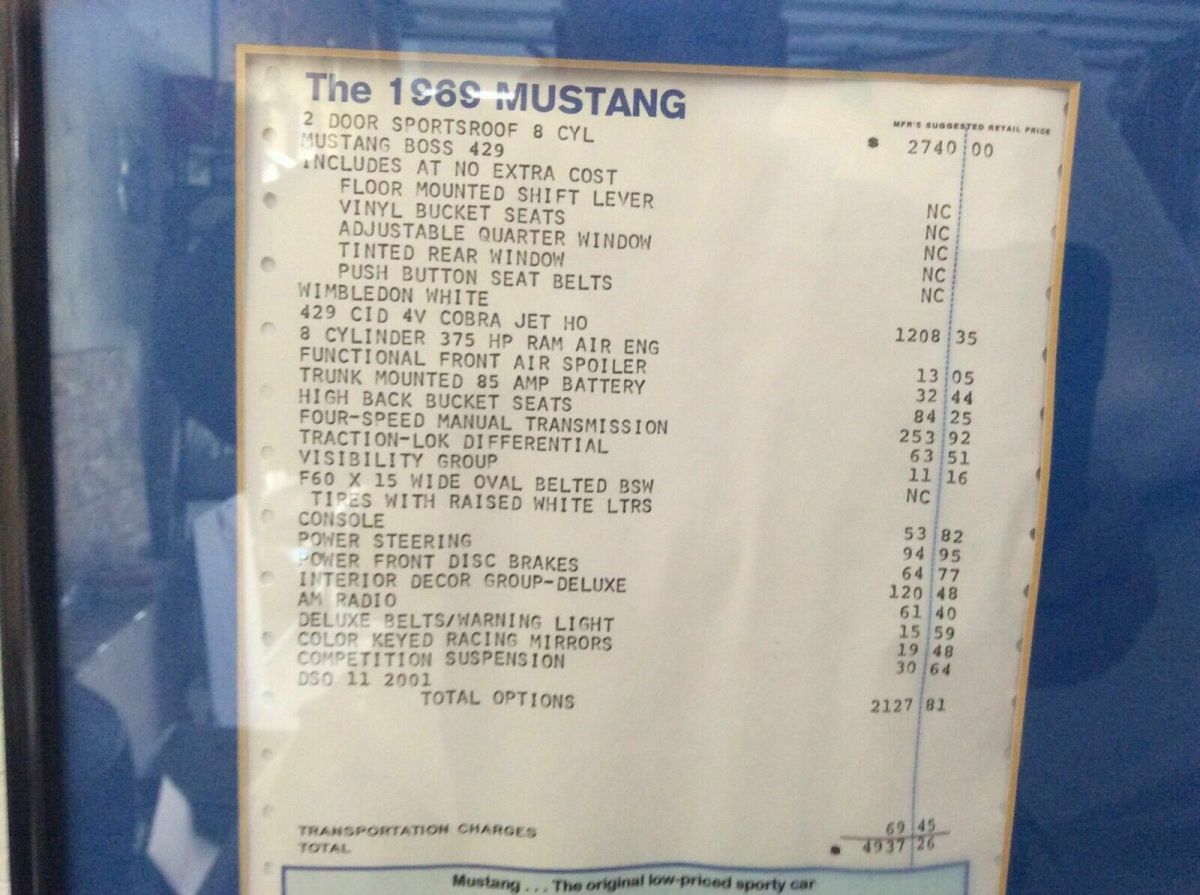 The 1969 MUSTANG
MFR'S SUGGESTED RETAIL PRICE
2 DOOR SPORTSROOF 8 CYL $ 2740 00
MUSTANG BOSS 429
INCLUDES AT NO EXTRA COST
FLOOR MOUNTED SHIFT LEVER NC
VINYL BUCKET SEATS NC
ADJUSTABLE QUARTER WINDOW NC
TINTED REAR WINDOW NC
PUSH BUTTON SEAT BELTS NC
WIMBLEDON WHITE
429 CID 4V COBRA JET HO
8 CYLINDER 375 HP RAM AIR ENG 1208 35
FUNCTIONAL FRONT AIR SPOILER 13 05
TRUNK MOUNTED 85 AMP BATTERY 32 44
HIGH BACK BUCKET SEATS 84 25
FOUR-SPEED MANUAL TRANSMISSION 253 92
TRACTION-LOK DIFFERENTIAL 63 51
VISIBILITY GROUP 11 16
F60 X 15 WIDE OVAL BELTED BSW NC
TIRES WITH RAISED WHITE LTRS
CONSOLE 53 82
POWER STEERING 94 95
POWER FRONT DISC BRAKES 64 77
INTERIOR DECOR GROUP-DELUXE 120 48
AM RADIO 61 40
DELUXE BELTS/WARNING LIGHT 15 59
COLOR KEYED RACING MIRRORS 19 48
COMPETITION SUSPENSION 30 64
DSO 11 2001
TOTAL OPTIONS 2127 81
TRANSPORTATION CHARGES 69 45
TOTAL $ 4937 26
Mustang . . . The original low-priced sporty car